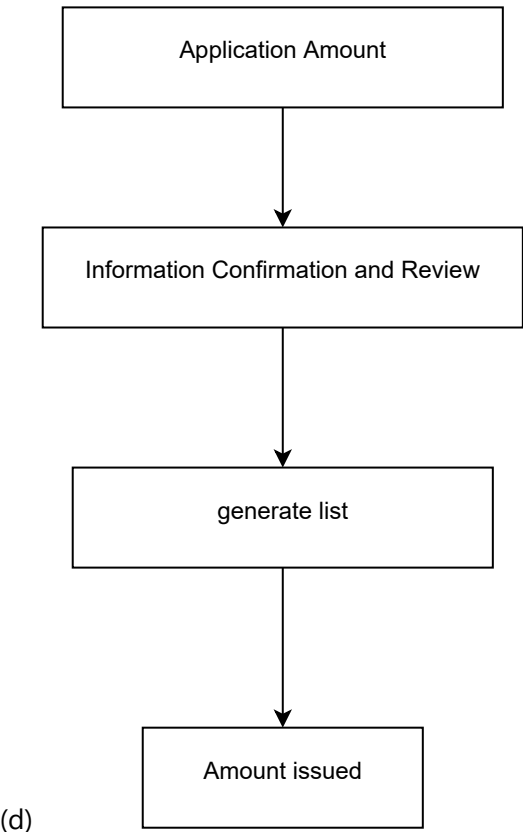 Application Amount
Information Confirmation and Review
generate list
Amount issued
(d)